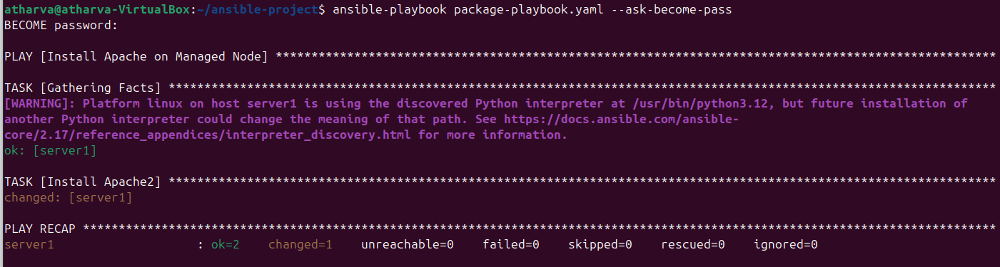 atharva@atharva-VirtualBox:~/ansible-project$ ansible-playbook package-playbook.yaml --ask-become-pass
BECOME password:
PLAY [Install Apache on Managed Node] *****************************************************************************************************
TASK [Gathering Facts] ********************************************************************************************************************
[WARNING]: Platform linux on host server1 is using the discovered Python interpreter at /usr/bin/python3.12, but future installation of
another Python interpreter could change the meaning of that path. See https://docs.ansible.com/ansible-
core/2.17/reference_appendices/interpreter_discovery.html for more information.
ok: [server1]
TASK [Install Apache2] ********************************************************************************************************************
changed: [server1]
PLAY RECAP ********************************************************************************************************************************
server1                    : ok=2    changed=1    unreachable=0    failed=0    skipped=0    rescued=0    ignored=0